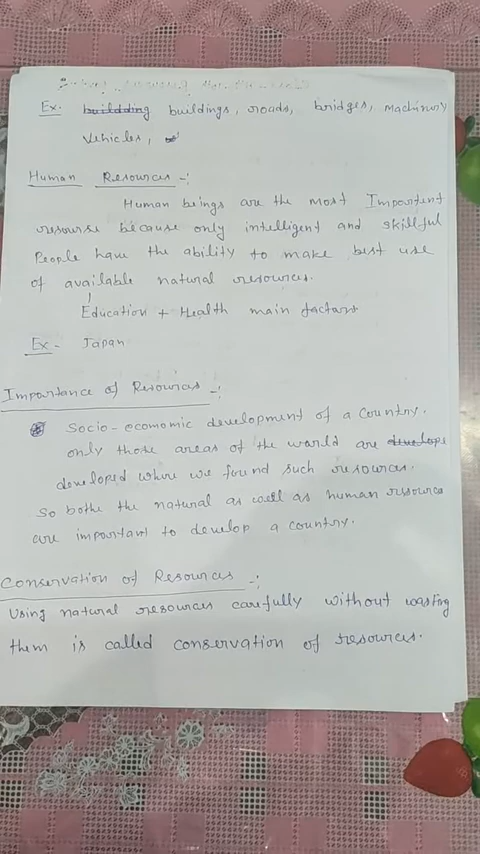 Ex. buildings, roads, bridges, machinery
vehicles,
Human Resources -:
Human beings are the most Important
resourse because only intelligent and skillful
People have the ability to make best use
of available natural resources.
Education + Health main factors
Ex - Japan
Importance of Resources -:
Socio-economic development of a country.
only those areas of the world are
developed where we found such resources.
So bothe the natural as well as human resource
are important to develop a country.
Conservation of Resources -:
Using natural resources carefully without wasting
them is called conservation of resources.